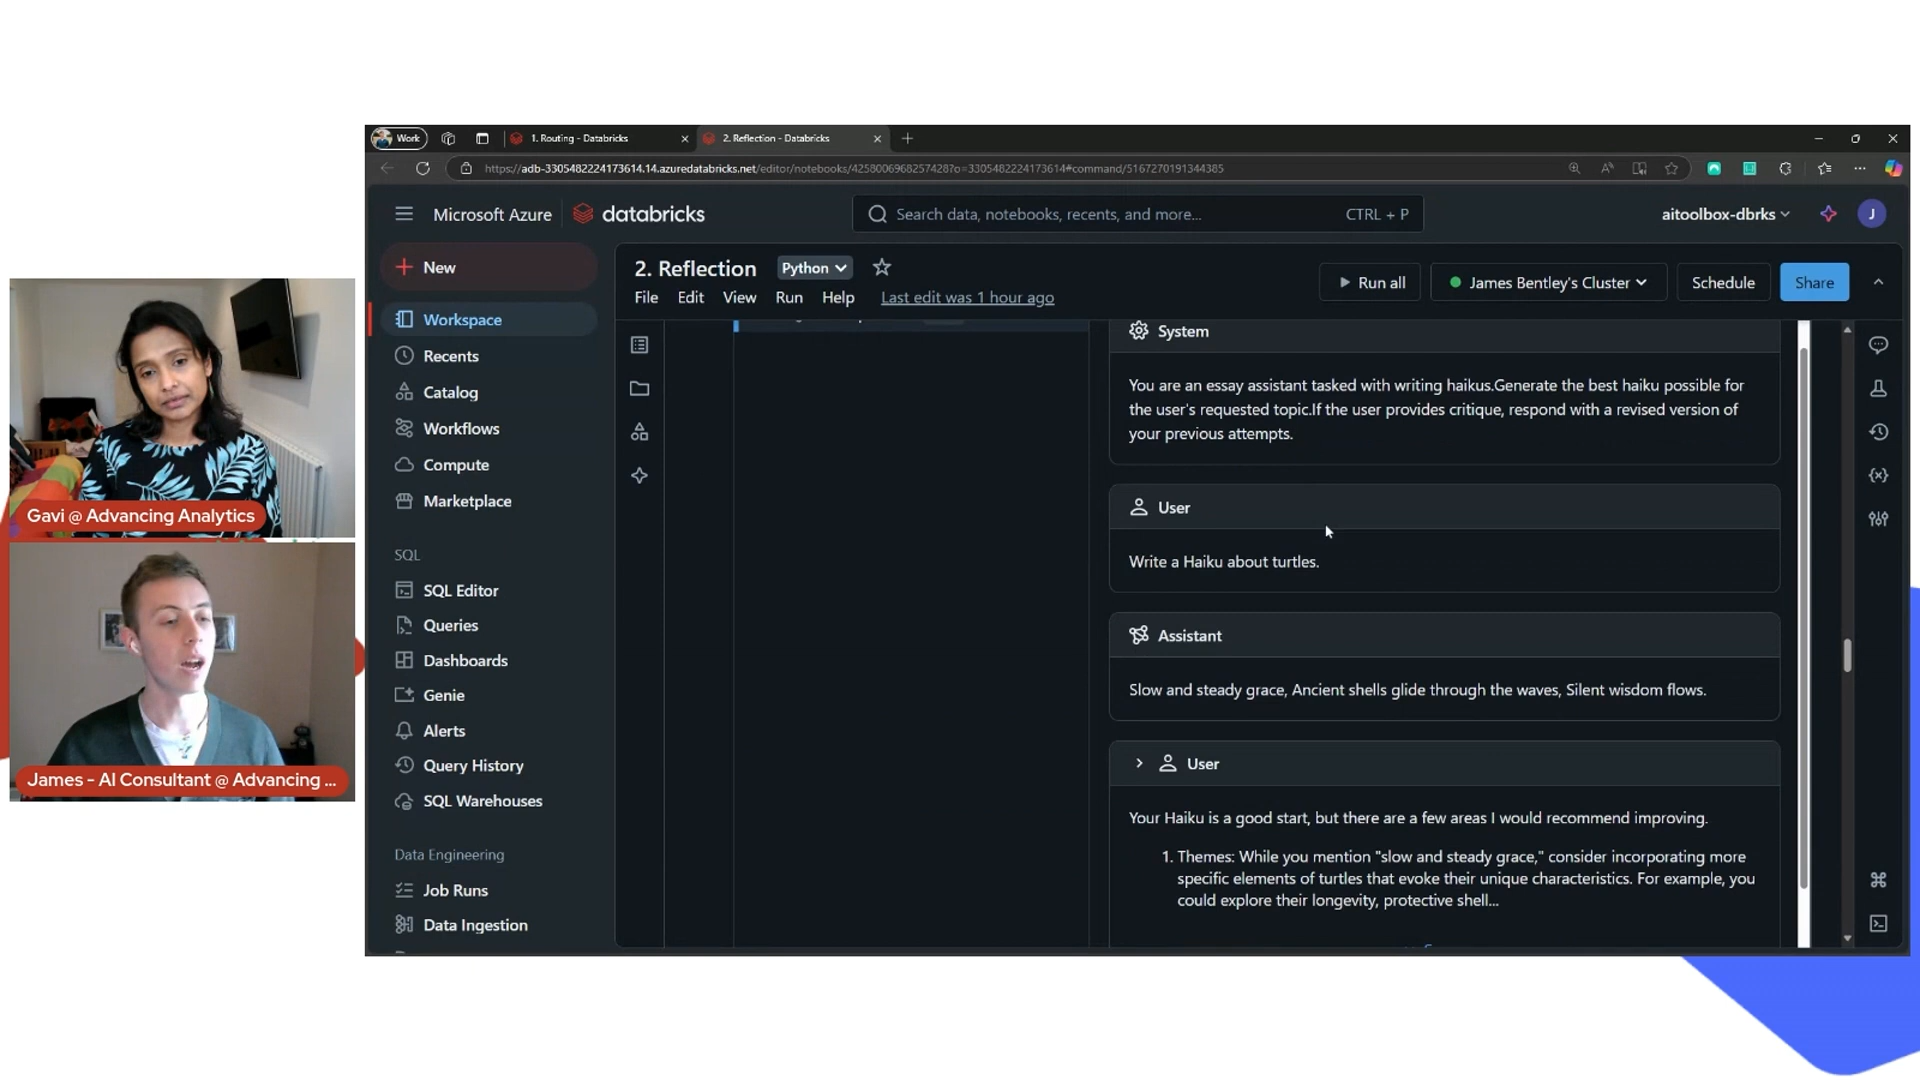 Work
1. Routing - Databricks
2. Reflection - Databricks
https://adb-3305482224173614.14.azuredatabricks.net/editor/notebooks/4258006968257428?o=3305482224173614#command/5167270191344385
Microsoft Azure
databricks
Search data, notebooks, recents, and more...
CTRL + P
aitoolbox-dbrks
J
New
2. Reflection
Python
File Edit View Run Help
Last edit was 1 hour ago
Run all
James Bentley's Cluster
Schedule
Share
Workspace
Recents
Catalog
Workflows
Compute
Marketplace
SQL
SQL Editor
Queries
Dashboards
Genie
Alerts
Query History
SQL Warehouses
Data Engineering
Job Runs
Data Ingestion
System
You are an essay assistant tasked with writing haikus.Generate the best haiku possible for
the user's requested topic.If the user provides critique, respond with a revised version of
your previous attempts.
User
Write a Haiku about turtles.
Assistant
Slow and steady grace, Ancient shells glide through the waves, Silent wisdom flows.
User
Your Haiku is a good start, but there are a few areas I would recommend improving.
1. Themes: While you mention "slow and steady grace," consider incorporating more
specific elements of turtles that evoke their unique characteristics. For example, you
could explore their longevity, protective shell...
Gavi @ Advancing Analytics
James - AI Consultant @ Advancing ...